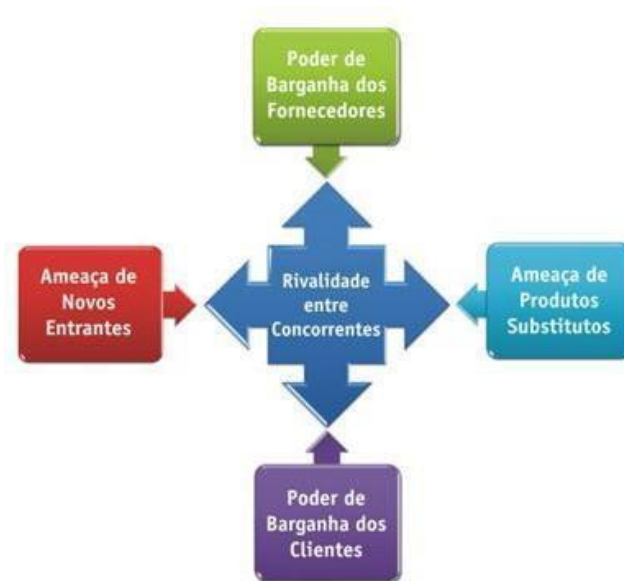 Poder de
Barganha dos
Fornecedores
Ameaça de
Novos
Entrantes
Rivalidade
entre
Concorrentes
Ameaça de
Produtos
Substitutos
Poder de
Barganha dos
Clientes